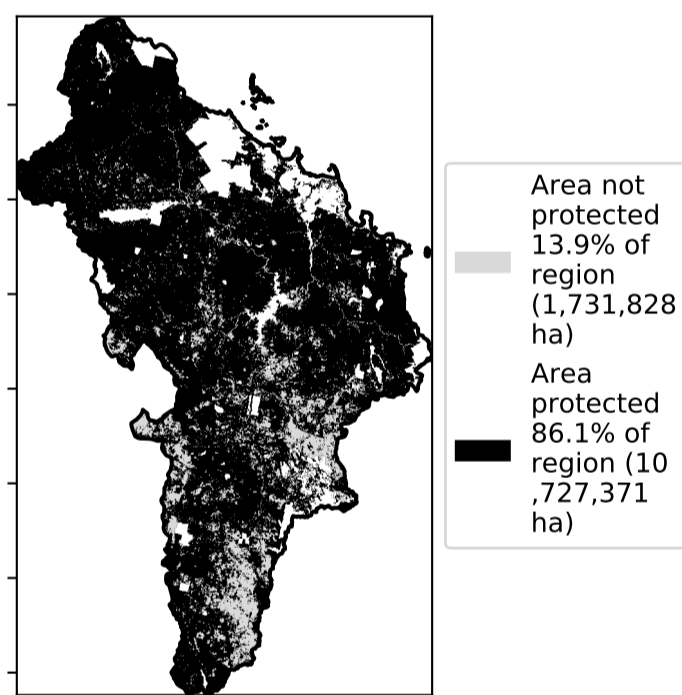 Area not
protected
13.9% of
region
(1,731,828
ha)
Area
protected
86.1% of
region (10
,727,371
ha)